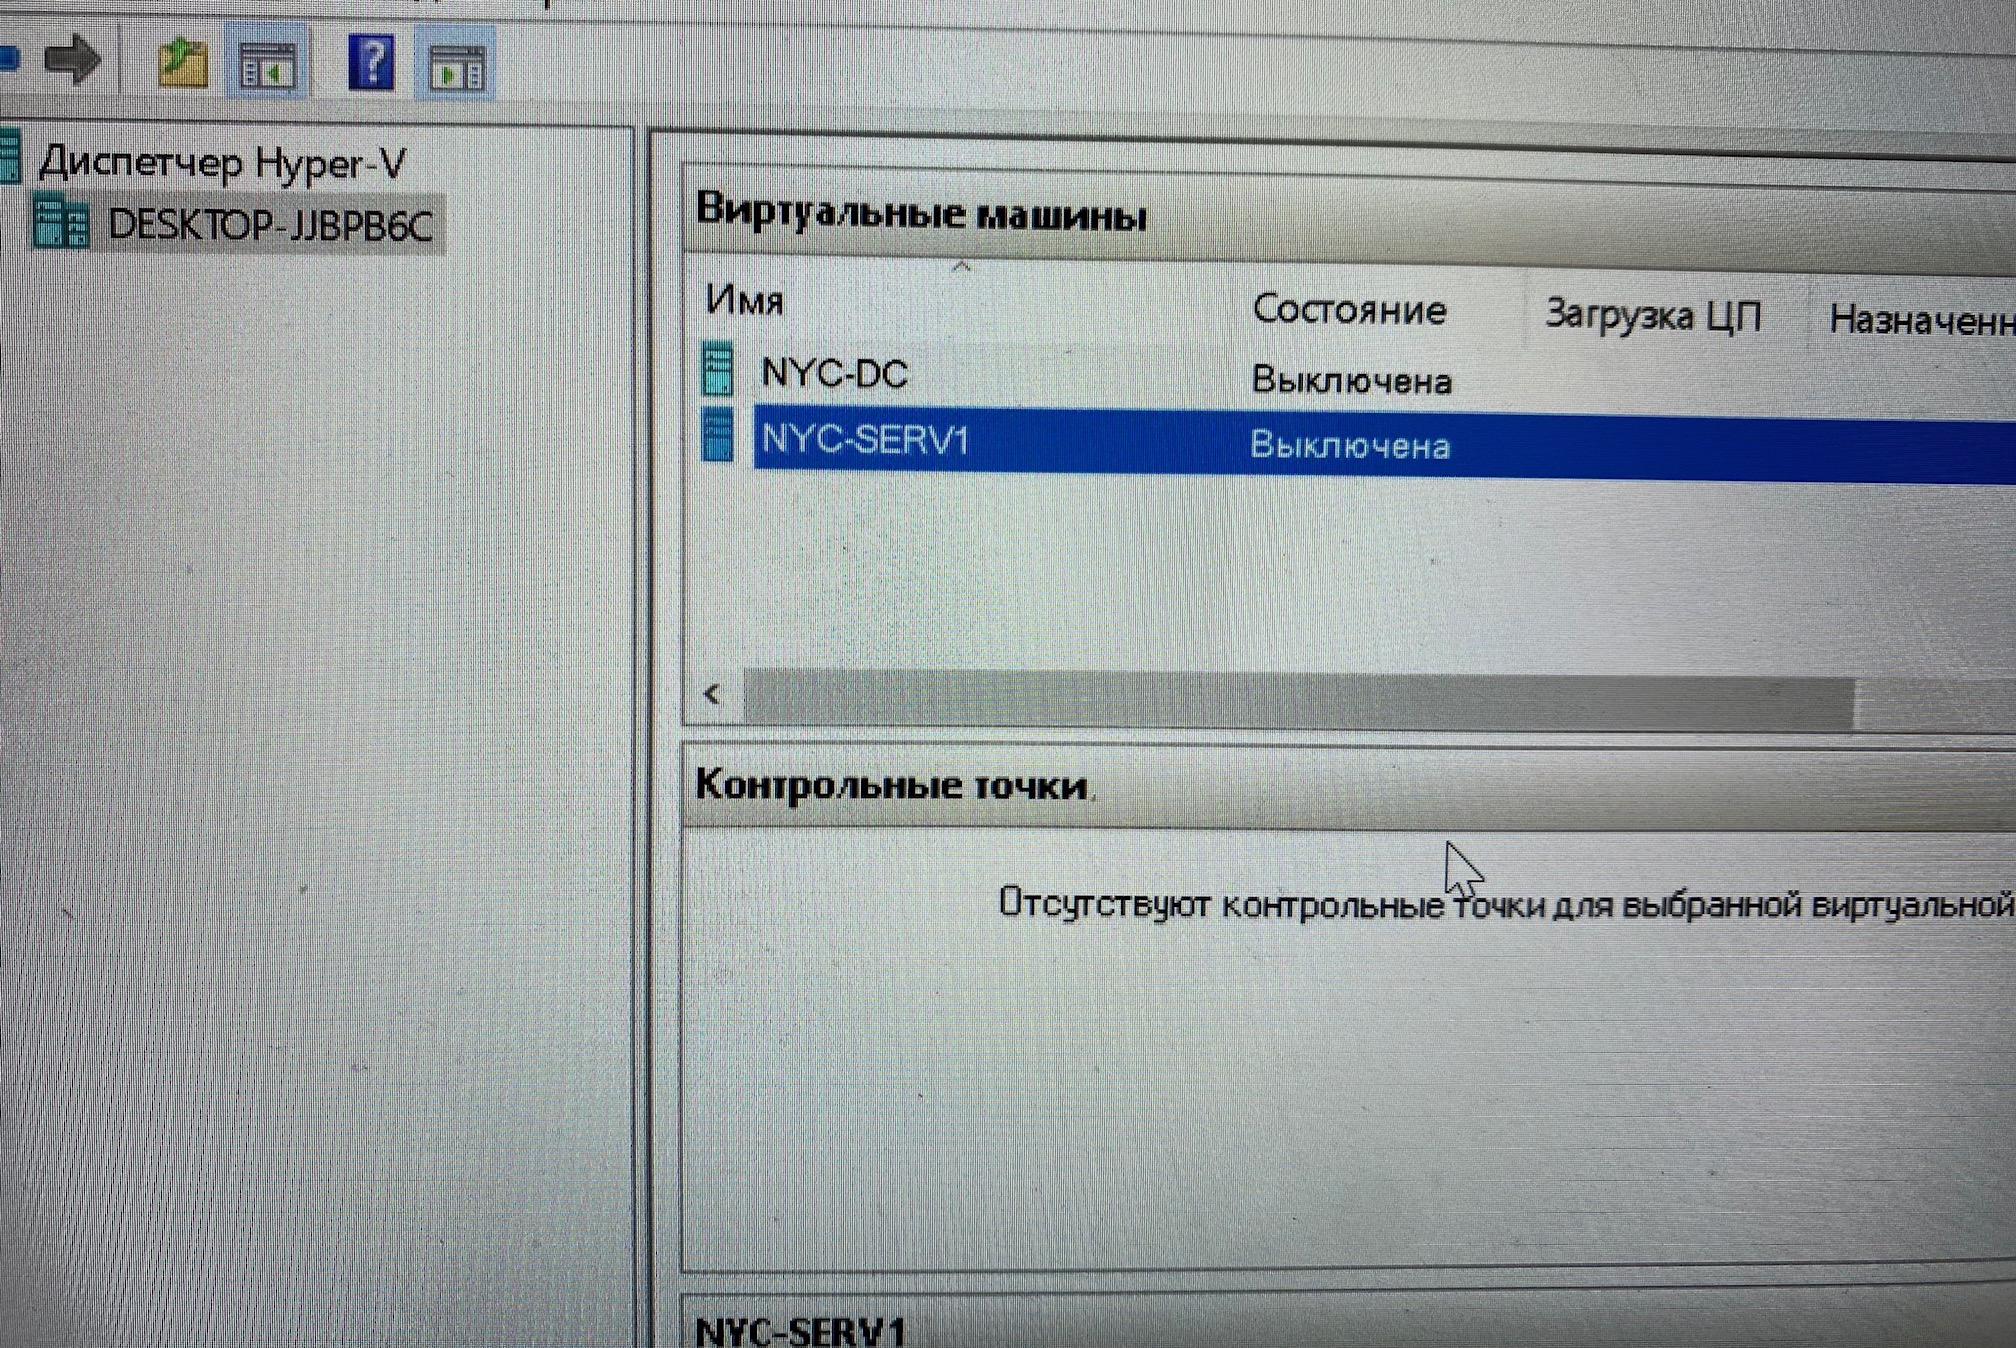 Диспетчер Hyper-V
DESKTOP-JJBPB6C
Виртуальные машины
Имя Состояние Загрузка ЦП Назначенн
NYC-DC Выключена
NYC-SERV1 Выключена
Контрольные точки
Отсутствуют контрольные точки для выбранной виртуальной
NYC-SERV1